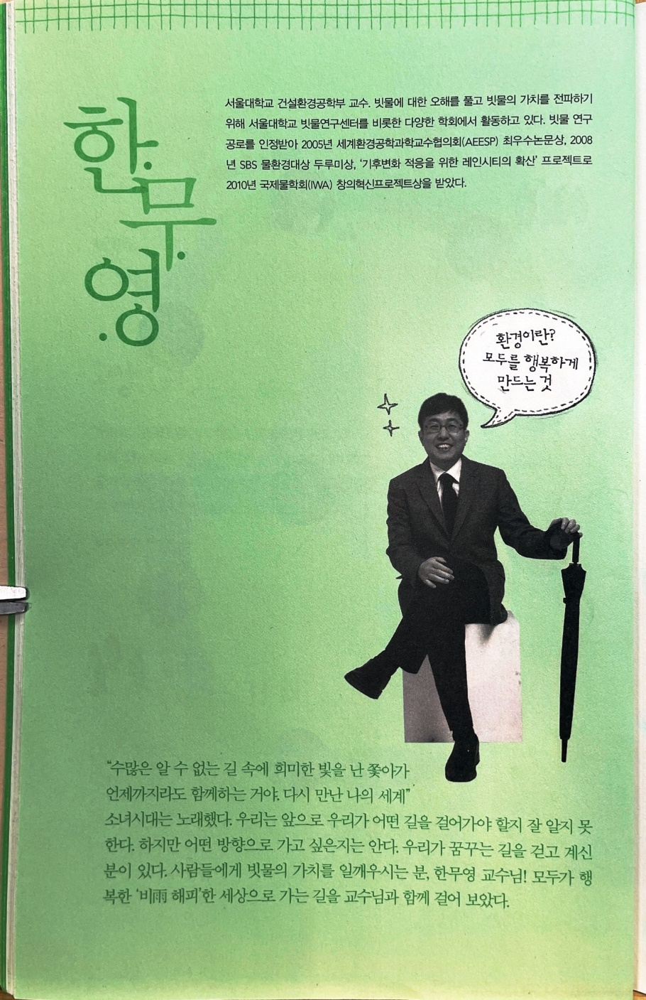 한무영
서울대학교 건설환경공학부 교수. 빗물에 대한 오해를 풀고 빗물의 가치를 전파하기
위해 서울대학교 빗물연구센터를 비롯한 다양한 학회에서 활동하고 있다. 빗물 연구
공로를 인정받아 2005년 세계환경공학과학교수협의회(AEESP) 최우수논문상, 2008
년 SBS 물환경대상 두루미상, ‘기후변화 적응을 위한 레인시티의 확산’ 프로젝트로
2010년 국제물학회(IWA) 창의혁신프로젝트상을 받았다.
환경이란?
모두를 행복하게
만드는 것
“수많은 알 수 없는 길 속에 희미한 빛을 난 쫓아가
언제까지라도 함께하는 거야. 다시 만난 나의 세계”
소녀시대는 노래했다. 우리는 앞으로 우리가 어떤 길을 걸어가야 할지 잘 알지 못
한다. 하지만 어떤 방향으로 가고 싶은지는 안다. 우리가 꿈꾸는 길을 걷고 계신
분이 있다. 사람들에게 빗물의 가치를 일깨우시는 분, 한무영 교수님! 모두가 행
복한 ‘비雨 해피’한 세상으로 가는 길을 교수님과 함께 걸어 보았다.